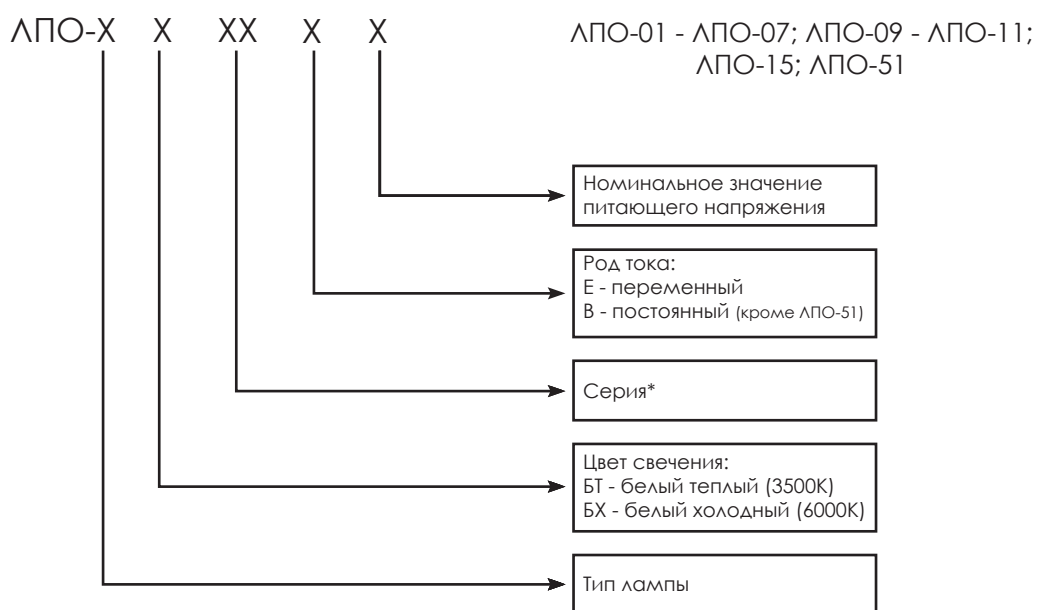 ЛПО-X X XX X X
ЛПО-01 - ЛПО-07; ЛПО-09 - ЛПО-11;
ЛПО-15; ЛПО-51
Номинальное значение
питающего напряжения
Род тока:
Е - переменный
В - постоянный (кроме ЛПО-51)
Серия*
Цвет свечения:
БТ - белый теплый (3500К)
БХ - белый холодный (6000К)
Тип лампы